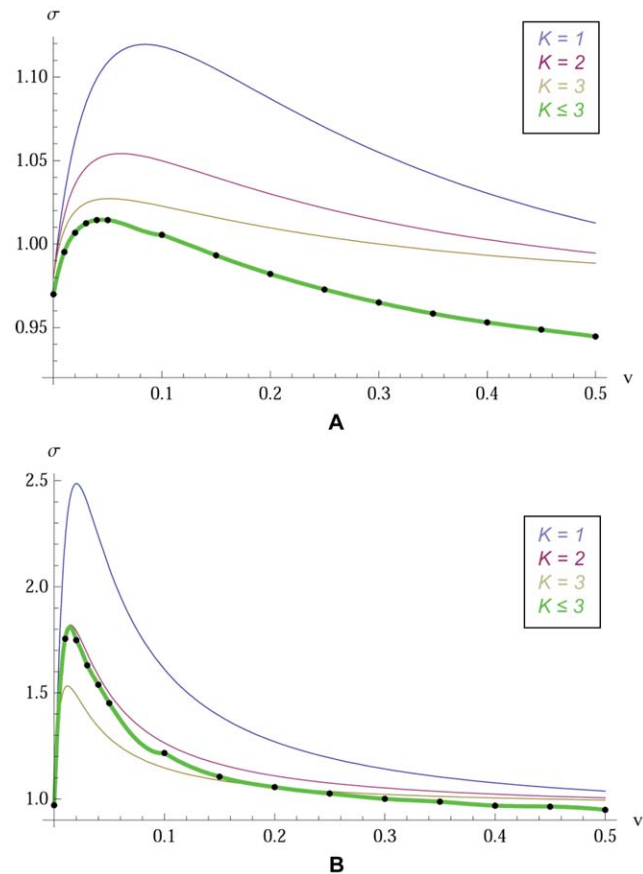 σ
1.10
1.05
1.00
0.95
0.1 0.2 0.3 0.4 0.5 v
K = 1
K = 2
K = 3
K ≤ 3
A
σ
2.5
2.0
1.5
1.0
0.1 0.2 0.3 0.4 0.5 v
K = 1
K = 2
K = 3
K ≤ 3
B